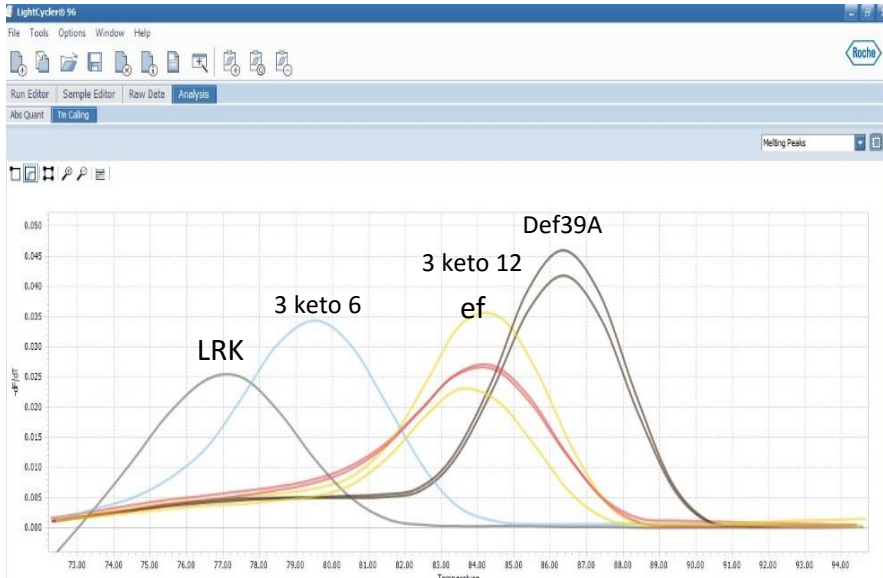 LightCycler® 96
File Tools Options Window Help
Roche
Run Editor Sample Editor Raw Data Analysis
Abs Quant Tm Calling
Melting Peaks
Def39A
3 keto 12
3 keto 6
ef
LRK
0.050
0.045
0.040
0.035
0.030
0.025
0.020
0.015
0.010
0.005
0.000
-dF/dT
73.00 74.00 75.00 76.00 77.00 78.00 79.00 80.00 81.00 82.00 83.00 84.00 85.00 86.00 87.00 88.00 89.00 90.00 91.00 92.00 93.00 94.00
Temperature